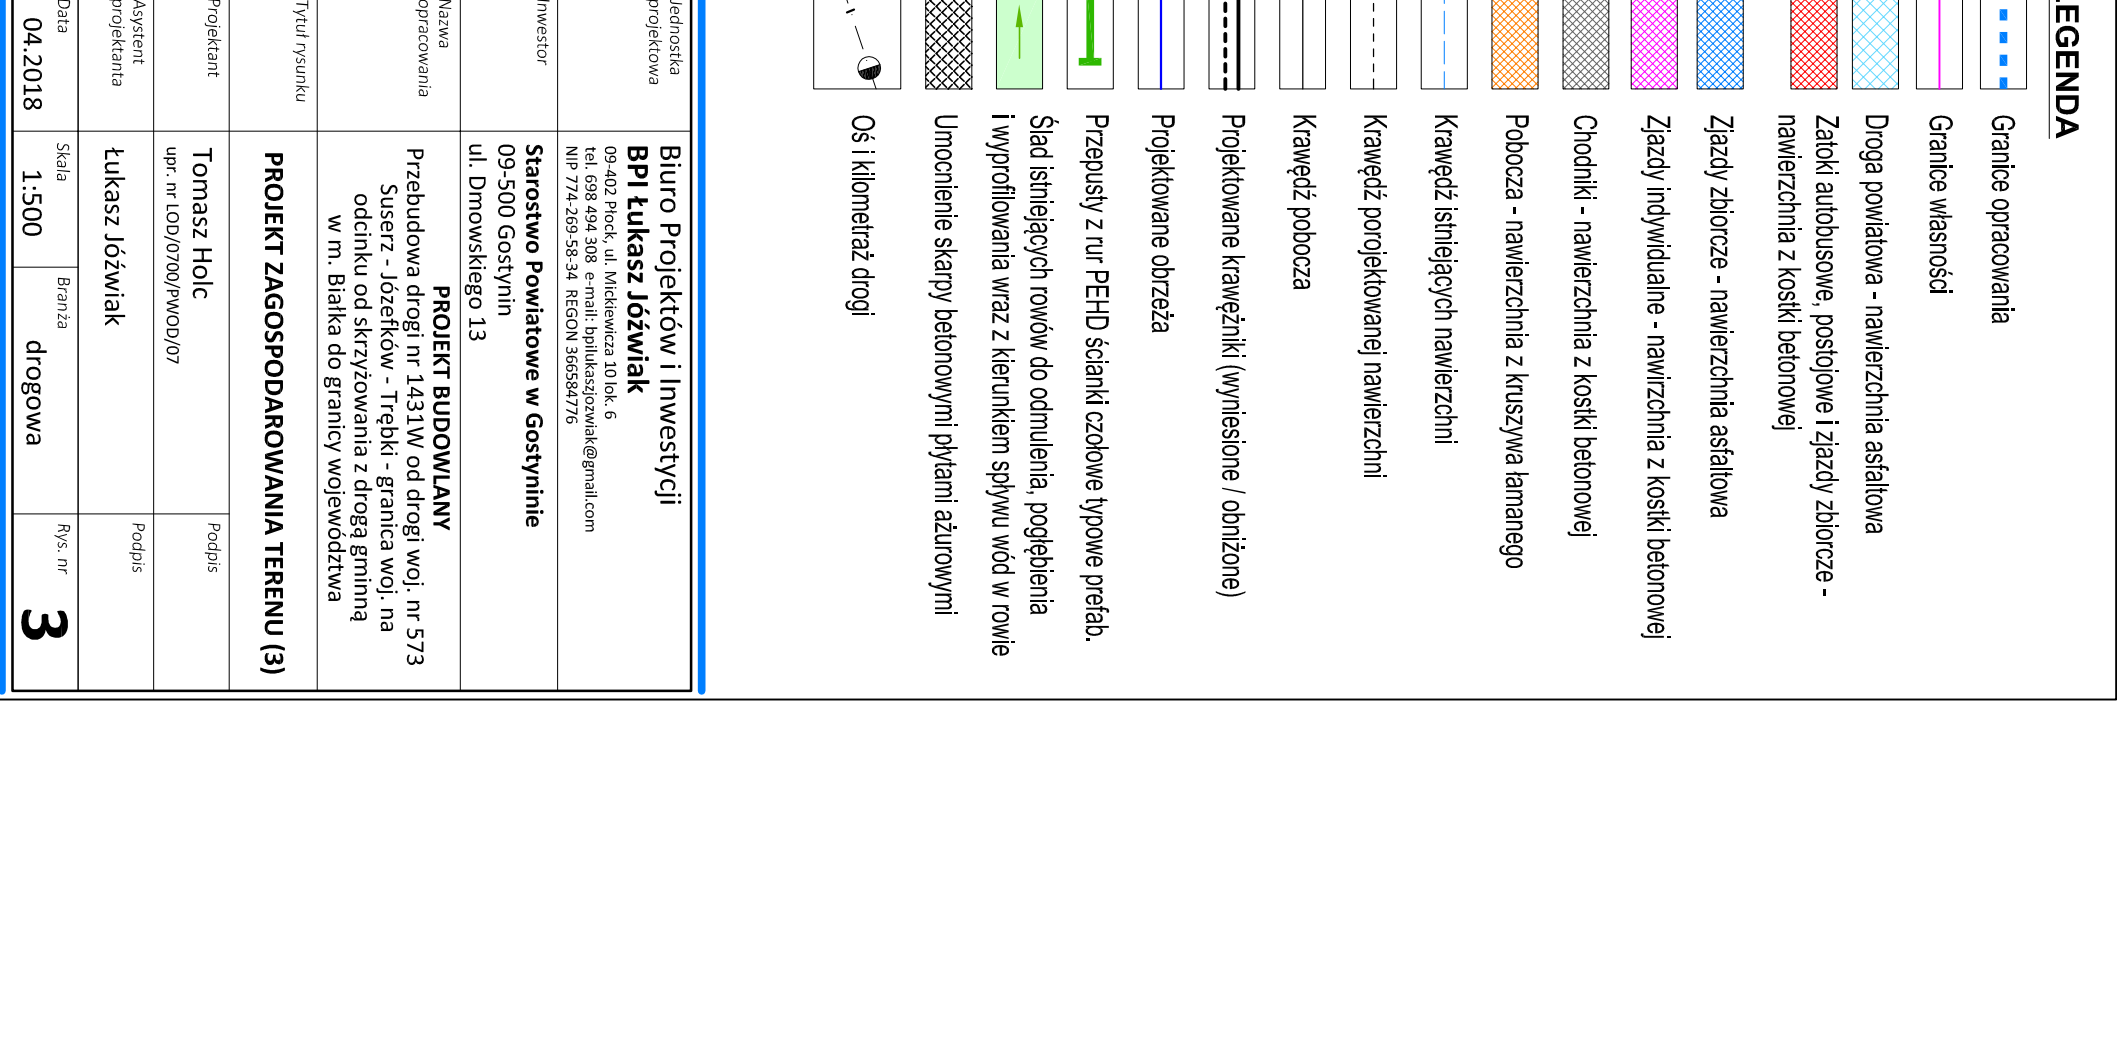 LEGENDA
Granice opracowania
Granice własności
Droga powiatowa - nawierzchnia asfaltowa
Zatoki autobusowe, postojowe i zjazdy zbiorcze -
nawierzchnia z kostki betonowej
Zjazdy zbiorcze - nawierzchnia asfaltowa
Zjazdy indywidualne - nawirzchnia z kostki betonowej
Chodniki - nawierzchnia z kostki betonowej
Pobocza - nawierzchnia z kruszywa łamanego
Krawędź istniejących nawierzchni
Krawędź porojektowanej nawierzchni
Krawędź pobocza
Projektowane krawężniki (wyniesione / obniżone)
Projektowane obrzeża
Przepusty z rur PEHD ścianki czołowe typowe prefab.
Ślad istniejących rowów do odmulenia, pogłębienia
i wyprofilowania wraz z kierunkiem spływu wód w rowie
Umocnienie skarpy betonowymi płytami ażurowymi
Oś i kilometraż drogi
Jednostka
projektowa
Biuro Projektów i Inwestycji
BPI Łukasz Jóźwiak
09-402 Płock, ul. Mickiewicza 10 lok. 6
tel. 698 494 308 e-mail: bpilukaszjozwiak@gmail.com
NIP 774-269-58-34 REGON 366584776
Inwestor
Starostwo Powiatowe w Gostyninie
09-500 Gostynin
ul. Dmowskiego 13
Nazwa
opracowania
PROJEKT BUDOWLANY
Przebudowa drogi nr 1431W od drogi woj. nr 573
Suserz - Józefków - Trębki - granica woj. na
odcinku od skrzyżowania z drogą gminną
w m. Białka do granicy województwa
Tytuł rysunku
PROJEKT ZAGOSPODAROWANIA TERENU (3)
Projektant
Tomasz Holc
upr. nr LOD/0700/PWOD/07
Podpis
Asystent
projektanta
Łukasz Jóźwiak
Podpis
Data
04.2018
Skala
1:500
Branża
drogowa
Rys. nr
3